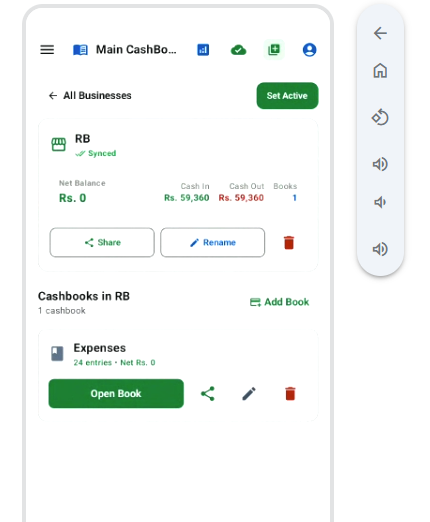 Main CashBo...
All Businesses
Set Active
RB
Synced
Net Balance
Rs. 0
Cash In
Rs. 59,360
Cash Out
Rs. 59,360
Books
1
Share
Rename
Cashbooks in RB
1 cashbook
Add Book
Expenses
24 entries • Net Rs. 0
Open Book